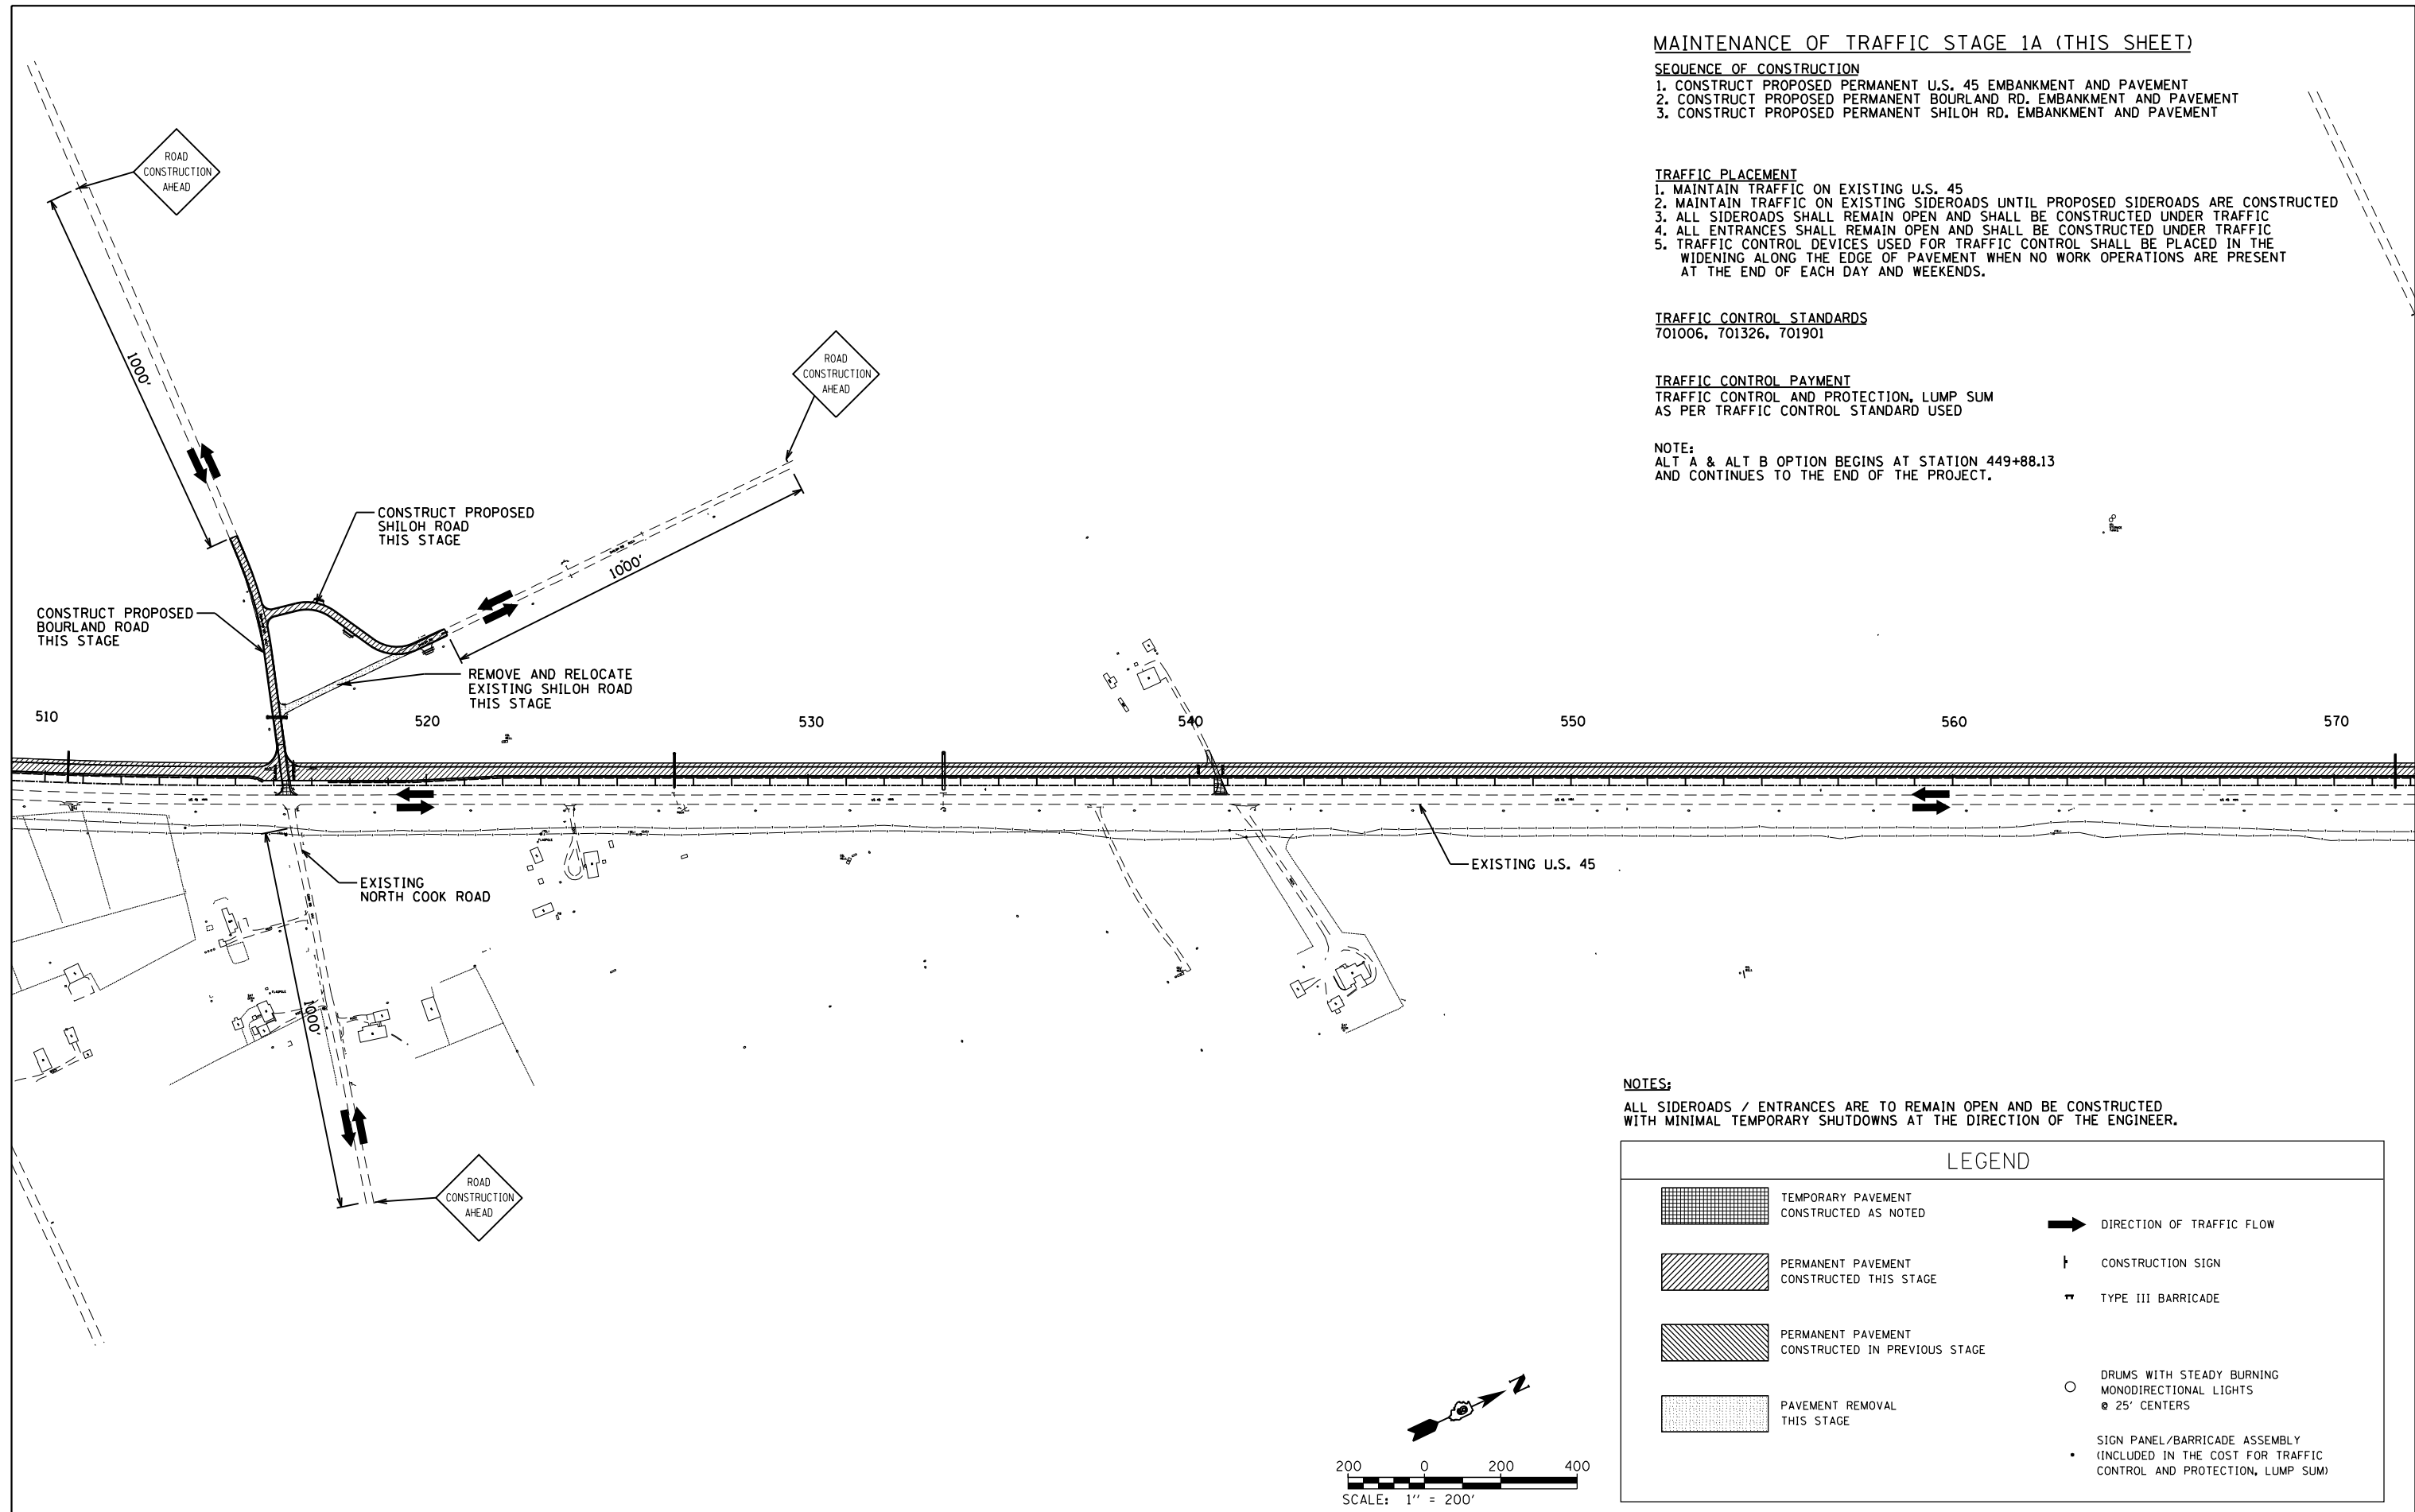 MAINTENANCE OF TRAFFIC STAGE 1A (THIS SHEET)
SEQUENCE OF CONSTRUCTION
1. CONSTRUCT PROPOSED PERMANENT U.S. 45 EMBANKMENT AND PAVEMENT
2. CONSTRUCT PROPOSED PERMANENT BOURLAND RD. EMBANKMENT AND PAVEMENT
3. CONSTRUCT PROPOSED PERMANENT SHILOH RD. EMBANKMENT AND PAVEMENT
TRAFFIC PLACEMENT
1. MAINTAIN TRAFFIC ON EXISTING U.S. 45
2. MAINTAIN TRAFFIC ON EXISTING SIDEROADS UNTIL PROPOSED SIDEROADS ARE CONSTRUCTED
3. ALL SIDEROADS SHALL REMAIN OPEN AND SHALL BE CONSTRUCTED UNDER TRAFFIC
4. ALL ENTRANCES SHALL REMAIN OPEN AND SHALL BE CONSTRUCTED UNDER TRAFFIC
5. TRAFFIC CONTROL DEVICES USED FOR TRAFFIC CONTROL SHALL BE PLACED IN THE
WIDENING ALONG THE EDGE OF PAVEMENT WHEN NO WORK OPERATIONS ARE PRESENT
AT THE END OF EACH DAY AND WEEKENDS.
TRAFFIC CONTROL STANDARDS
701006, 701326, 701901
TRAFFIC CONTROL PAYMENT
TRAFFIC CONTROL AND PROTECTION, LUMP SUM
AS PER TRAFFIC CONTROL STANDARD USED
NOTE:
ALT A & ALT B OPTION BEGINS AT STATION 449+88.13
AND CONTINUES TO THE END OF THE PROJECT.
ROAD
CONSTRUCTION
AHEAD
1000'
ROAD
CONSTRUCTION
AHEAD
1000'
CONSTRUCT PROPOSED
SHILOH ROAD
THIS STAGE
CONSTRUCT PROPOSED
BOURLAND ROAD
THIS STAGE
REMOVE AND RELOCATE
EXISTING SHILOH ROAD
THIS STAGE
510
520
530
540
550
560
570
EXISTING U.S. 45
EXISTING
NORTH COOK ROAD
1000'
ROAD
CONSTRUCTION
AHEAD
NOTES:
ALL SIDEROADS / ENTRANCES ARE TO REMAIN OPEN AND BE CONSTRUCTED
WITH MINIMAL TEMPORARY SHUTDOWNS AT THE DIRECTION OF THE ENGINEER.
LEGEND
TEMPORARY PAVEMENT
CONSTRUCTED AS NOTED
PERMANENT PAVEMENT
CONSTRUCTED THIS STAGE
PERMANENT PAVEMENT
CONSTRUCTED IN PREVIOUS STAGE
PAVEMENT REMOVAL
THIS STAGE
DIRECTION OF TRAFFIC FLOW
CONSTRUCTION SIGN
TYPE III BARRICADE
DRUMS WITH STEADY BURNING
MONODIRECTIONAL LIGHTS
@ 25' CENTERS
SIGN PANEL/BARRICADE ASSEMBLY
(INCLUDED IN THE COST FOR TRAFFIC
CONTROL AND PROTECTION, LUMP SUM)
N
200 0 200 400
SCALE: 1'' = 200'